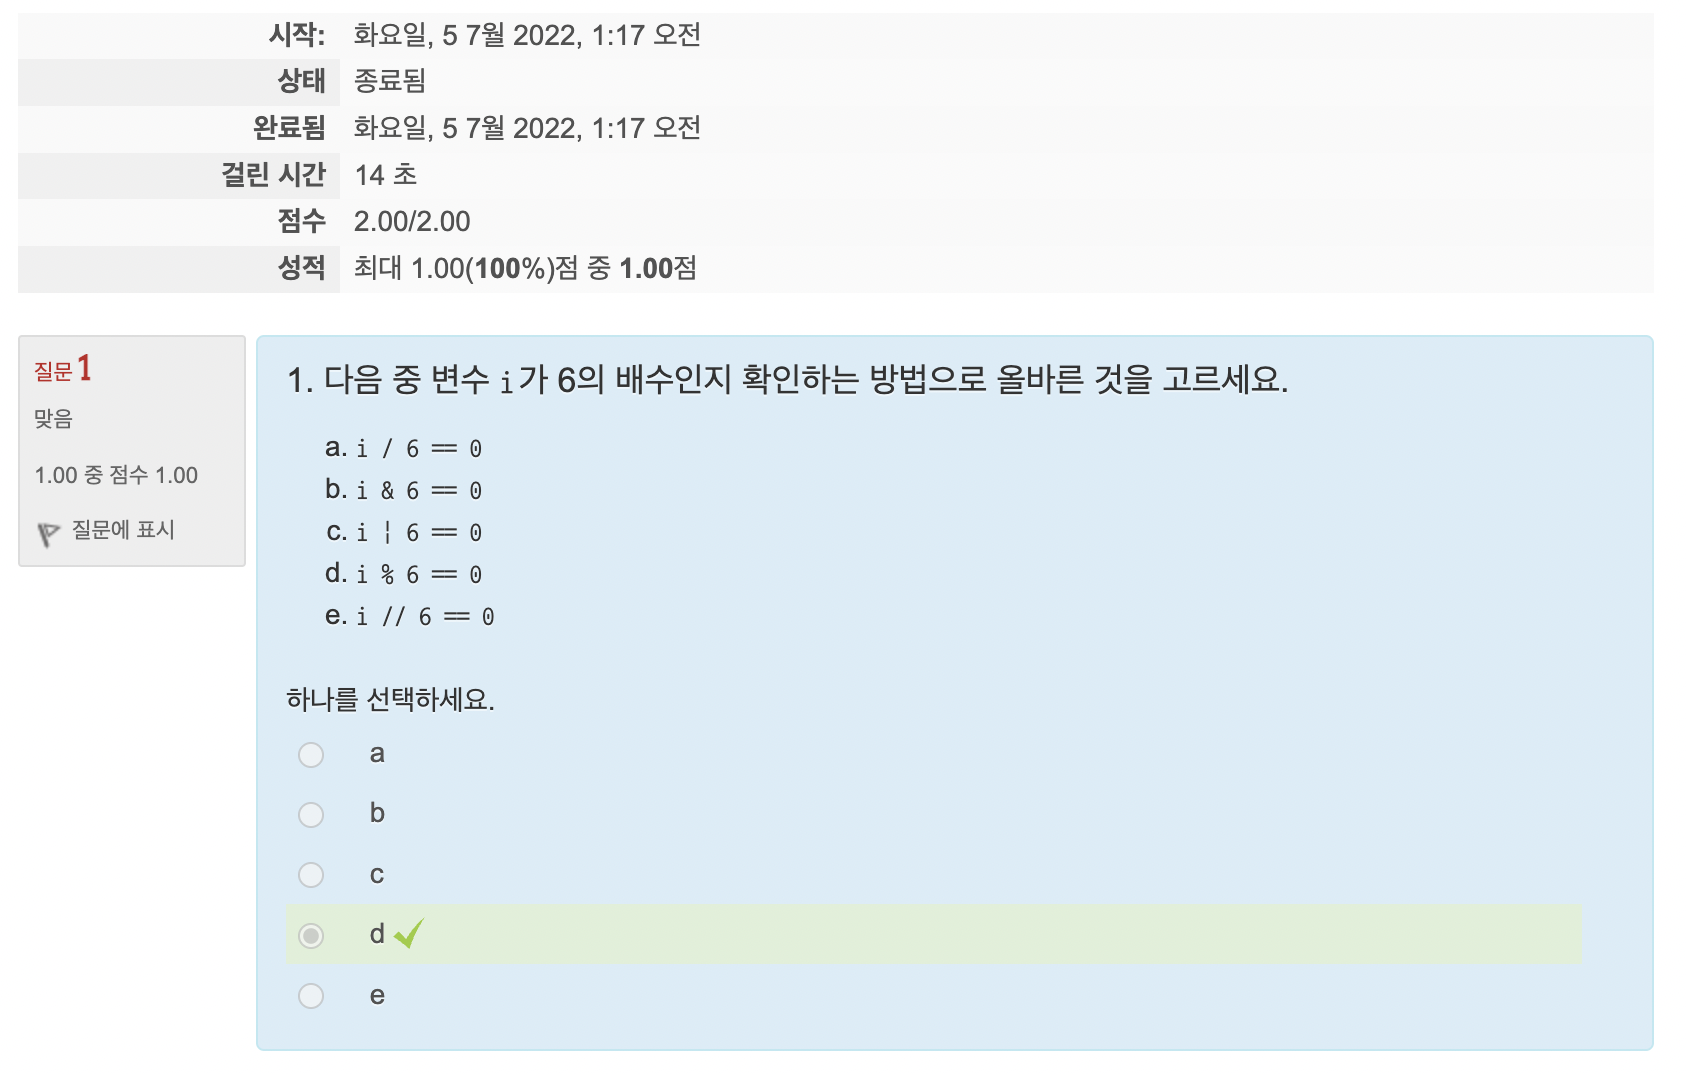 시작: 화요일, 5 7월 2022, 1:17 오전
상태 종료됨
완료됨 화요일, 5 7월 2022, 1:17 오전
걸린 시간 14 초
점수 2.00/2.00
성적 최대 1.00(100%)점 중 1.00점
질문 1
맞음
1.00 중 점수 1.00
질문에 표시
1. 다음 중 변수 i가 6의 배수인지 확인하는 방법으로 올바른 것을 고르세요.
a. i / 6 == 0
b. i & 6 == 0
c. i ¦ 6 == 0
d. i % 6 == 0
e. i // 6 == 0
하나를 선택하세요.
a
b
c
d
e